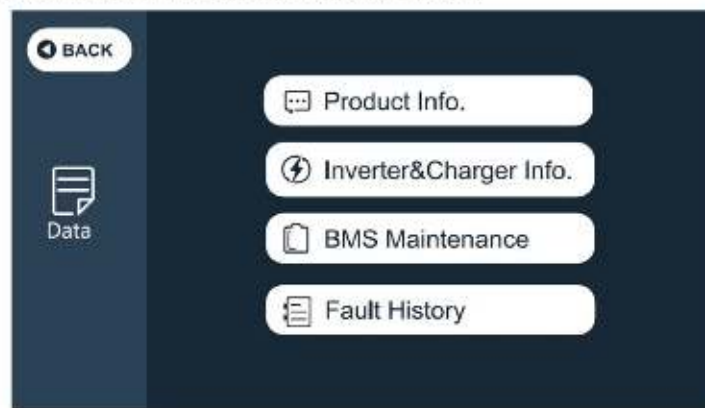 BACK
Product Info.
Inverter&Charger Info.
Data
BMS Maintenance
Fault History